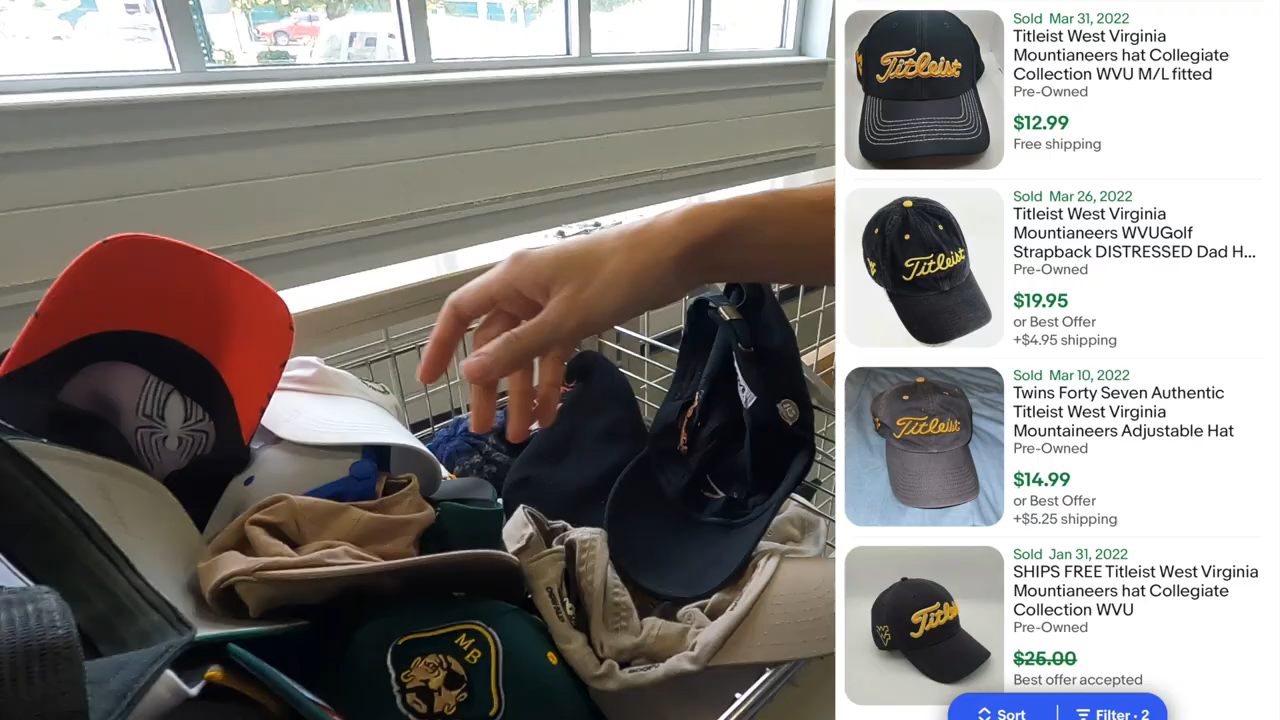 Sold Mar 31, 2022
Titleist West Virginia
Mountianeers hat Collegiate
Collection WVU M/L fitted
Pre-Owned
$12.99
Free shipping
Titleist
Sold Mar 26, 2022
Titleist West Virginia
Mountianeers WVUGolf
Strapback DISTRESSED Dad H...
Pre-Owned
$19.95
or Best Offer
+$4.95 shipping
Titleist
Sold Mar 10, 2022
Twins Forty Seven Authentic
Titleist West Virginia
Mountianeers Adjustable Hat
Pre-Owned
$14.99
or Best Offer
+$5.25 shipping
Titleist
Sold Jan 31, 2022
SHIPS FREE Titleist West Virginia
Mountianeers hat Collegiate
Collection WVU
Pre-Owned
$25.00
Best offer accepted
Titleist
Sort
Filter · 2
MB